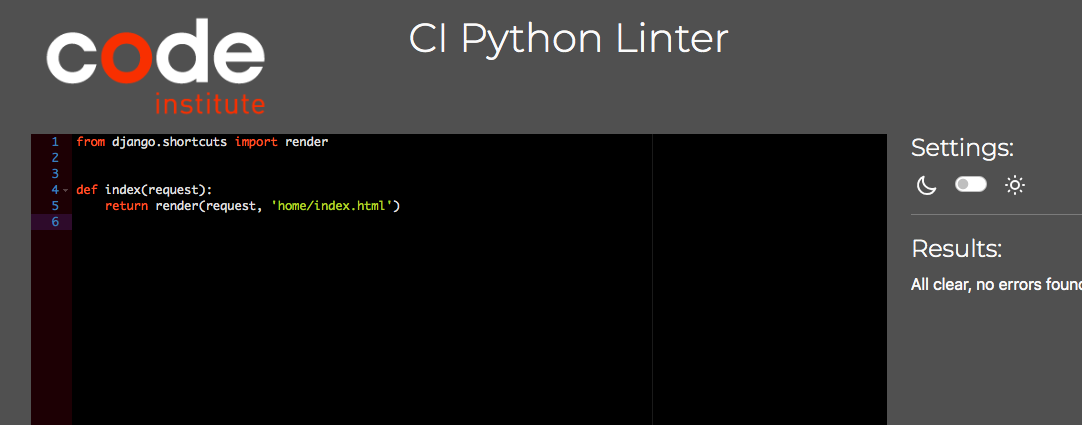 code
institute
CI Python Linter
1 from django.shortcuts import render
2
3
4 def index(request):
5     return render(request, 'home/index.html')
6
Settings:
Results:
All clear, no errors found